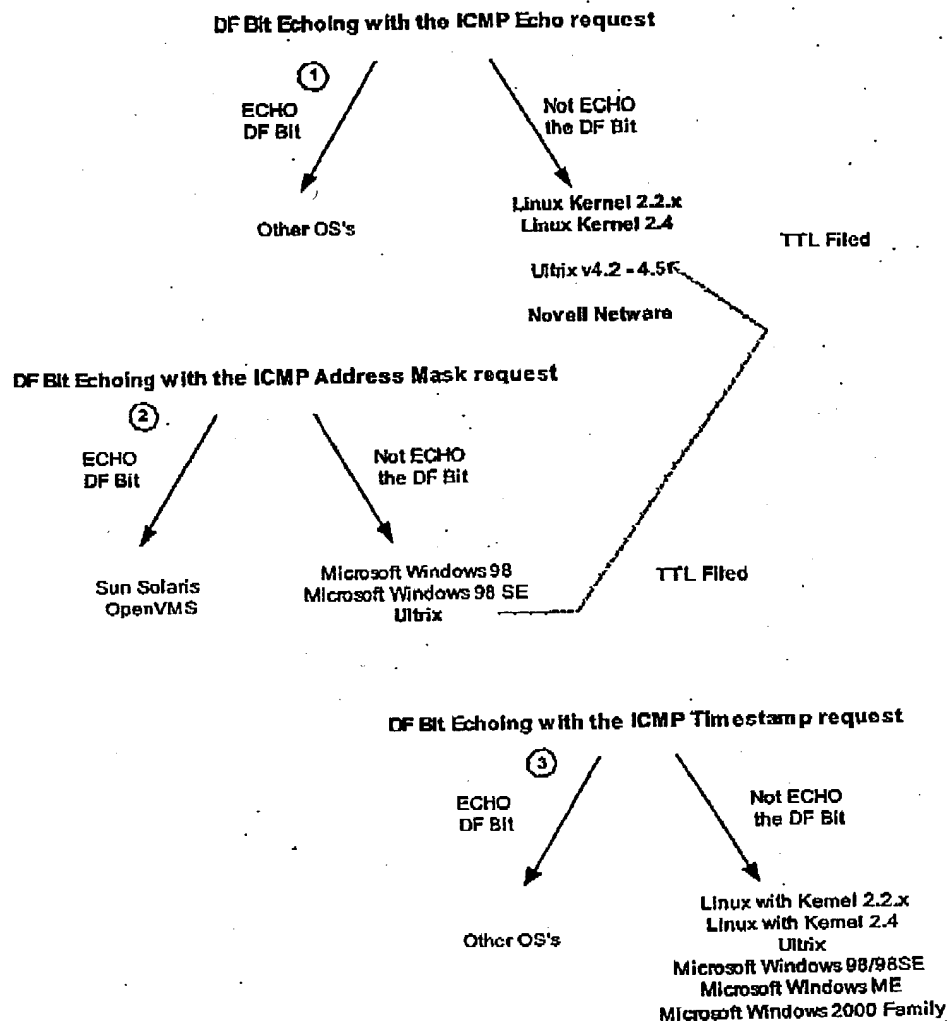 DF Bit Echoing with the ICMP Echo request
1
ECHO
DF Bit
Not ECHO
the DF Bit
Other OS's
Linux Kernel 2.2.x
Linux Kernel 2.4
Ultrix v4.2 - 4.5
Novell Netware
TTL Filed
DF Bit Echoing with the ICMP Address Mask request
2
ECHO
DF Bit
Not ECHO
the DF Bit
Sun Solaris
OpenVMS
Microsoft Windows 98
Microsoft Windows 98 SE
Ultrix
TTL Filed
DF Bit Echoing with the ICMP Timestamp request
3
ECHO
DF Bit
Not ECHO
the DF Bit
Other OS's
Linux with Kernel 2.2.x
Linux with Kernel 2.4
Ultrix
Microsoft Windows 98/98SE
Microsoft Windows ME
Microsoft Windows 2000 Family